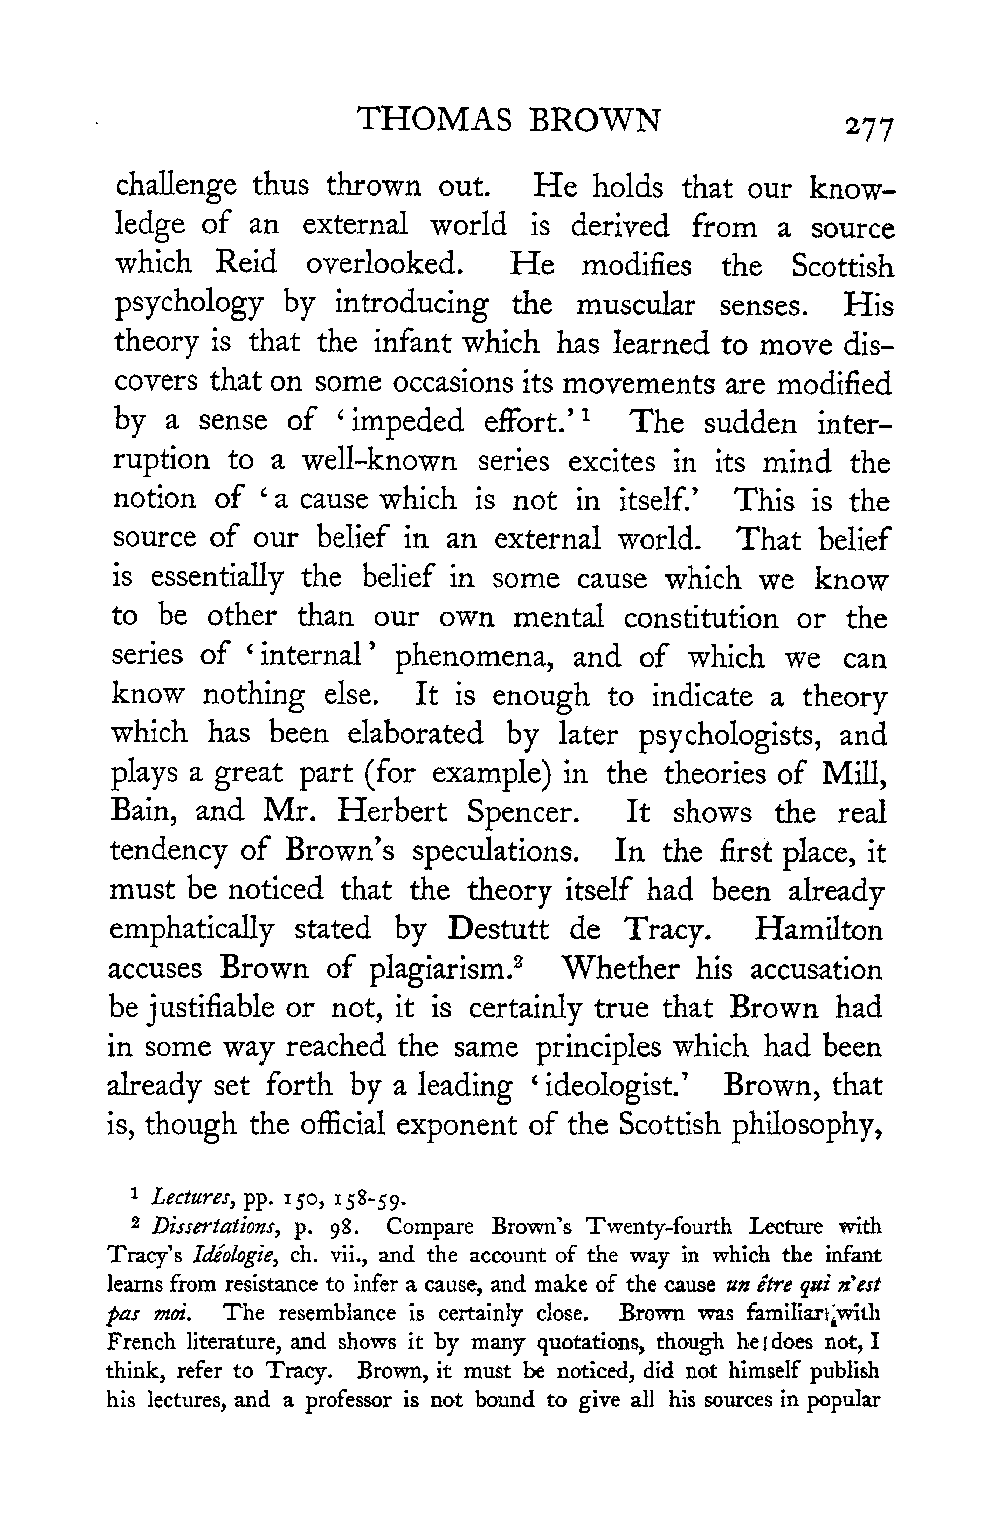 THOMAS BROWN 277
challenge thus thrown out. He holds that our know-
ledge of an external world is derived from a source
which Reid overlooked. He modifies the Scottish
psychology by introducing the muscular senses. His
theory is that the infant which has learned to move dis-
covers that on some occasions its movements are modified
by a sense of ‘impeded effort.’¹ The sudden inter-
ruption to a well-known series excites in its mind the
notion of ‘a cause which is not in itself.’ This is the
source of our belief in an external world. That belief
is essentially the belief in some cause which we know
to be other than our own mental constitution or the
series of ‘internal’ phenomena, and of which we can
know nothing else. It is enough to indicate a theory
which has been elaborated by later psychologists, and
plays a great part (for example) in the theories of Mill,
Bain, and Mr. Herbert Spencer. It shows the real
tendency of Brown’s speculations. In the first place, it
must be noticed that the theory itself had been already
emphatically stated by Destutt de Tracy. Hamilton
accuses Brown of plagiarism.² Whether his accusation
be justifiable or not, it is certainly true that Brown had
in some way reached the same principles which had been
already set forth by a leading ‘ideologist.’ Brown, that
is, though the official exponent of the Scottish philosophy,
¹ Lectures, pp. 150, 158-59.
² Dissertations, p. 98. Compare Brown’s Twenty-fourth Lecture with
Tracy’s Idéologie, ch. vii., and the account of the way in which the infant
learns from resistance to infer a cause, and make of the cause un être qui n’est
pas moi. The resemblance is certainly close. Brown was familiar with
French literature, and shows it by many quotations, though he does not, I
think, refer to Tracy. Brown, it must be noticed, did not himself publish
his lectures, and a professor is not bound to give all his sources in popular